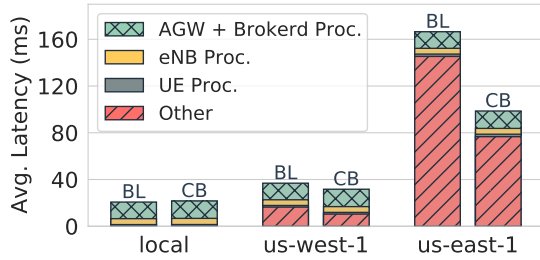 Avg. Latency (ms)
160
120
80
40
0
AGW + Brokerd Proc.
eNB Proc.
UE Proc.
Other
BL
CB
BL
CB
BL
CB
local
us-west-1
us-east-1